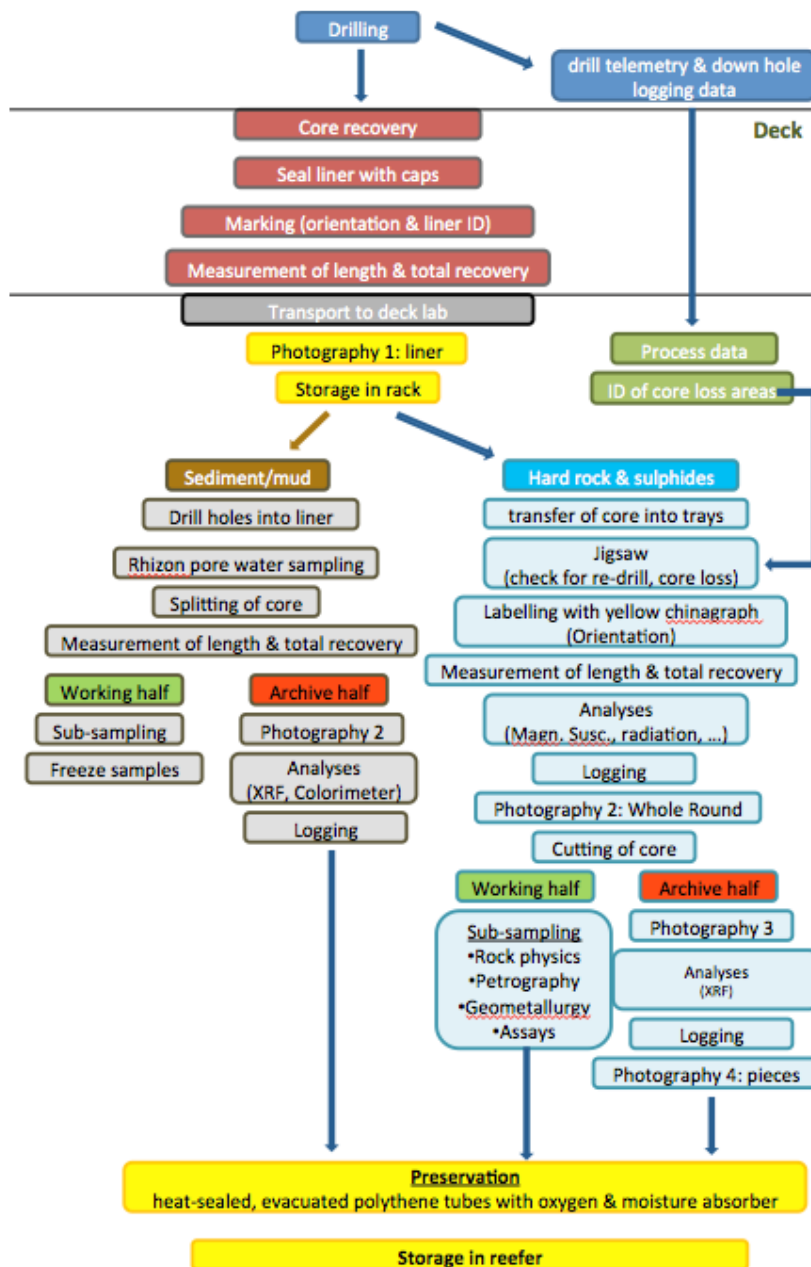 Drilling
drill telemetry & down hole
logging data
Deck
Core recovery
Seal liner with caps
Marking (orientation & liner ID)
Measurement of length & total recovery
Transport to deck lab
Photography 1: liner
Storage in rack
Process data
ID of core loss areas
Sediment/mud
Drill holes into liner
Rhizon pore water sampling
Splitting of core
Measurement of length & total recovery
Working half
Sub-sampling
Freeze samples
Archive half
Photography 2
Analyses
(XRF, Colorimeter)
Logging
Hard rock & sulphides
transfer of core into trays
Jigsaw
(check for re-drill, core loss)
Labelling with yellow chinagraph
(Orientation)
Measurement of length & total recovery
Analyses
(Magn. Susc., radiation, ...)
Logging
Photography 2: Whole Round
Cutting of core
Working half
Sub-sampling
•Rock physics
•Petrography
•Geometallurgy
•Assays
Archive half
Photography 3
Analyses
(XRF)
Logging
Photography 4: pieces
Preservation
heat-sealed, evacuated polythene tubes with oxygen & moisture absorber
Storage in reefer